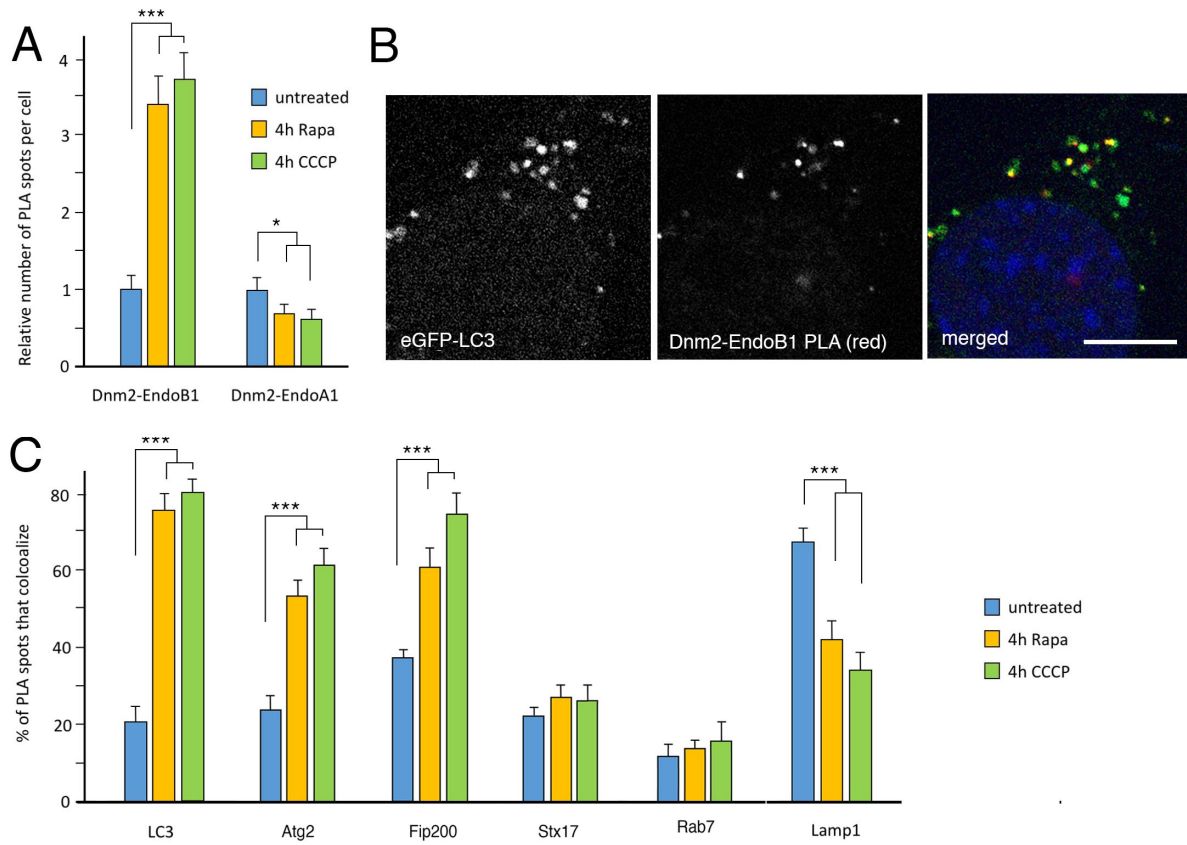 A
***
4
3
2
1
0
Relative number of PLA spots per cell
*
untreated
4h Rapa
4h CCCP
Dnm2-EndoB1
Dnm2-EndoA1
B
eGFP-LC3
Dnm2-EndoB1 PLA (red)
merged
C
***
***
***
***
80
60
40
20
0
% of PLA spots that colcoalize
untreated
4h Rapa
4h CCCP
LC3
Atg2
Fip200
Stx17
Rab7
Lamp1